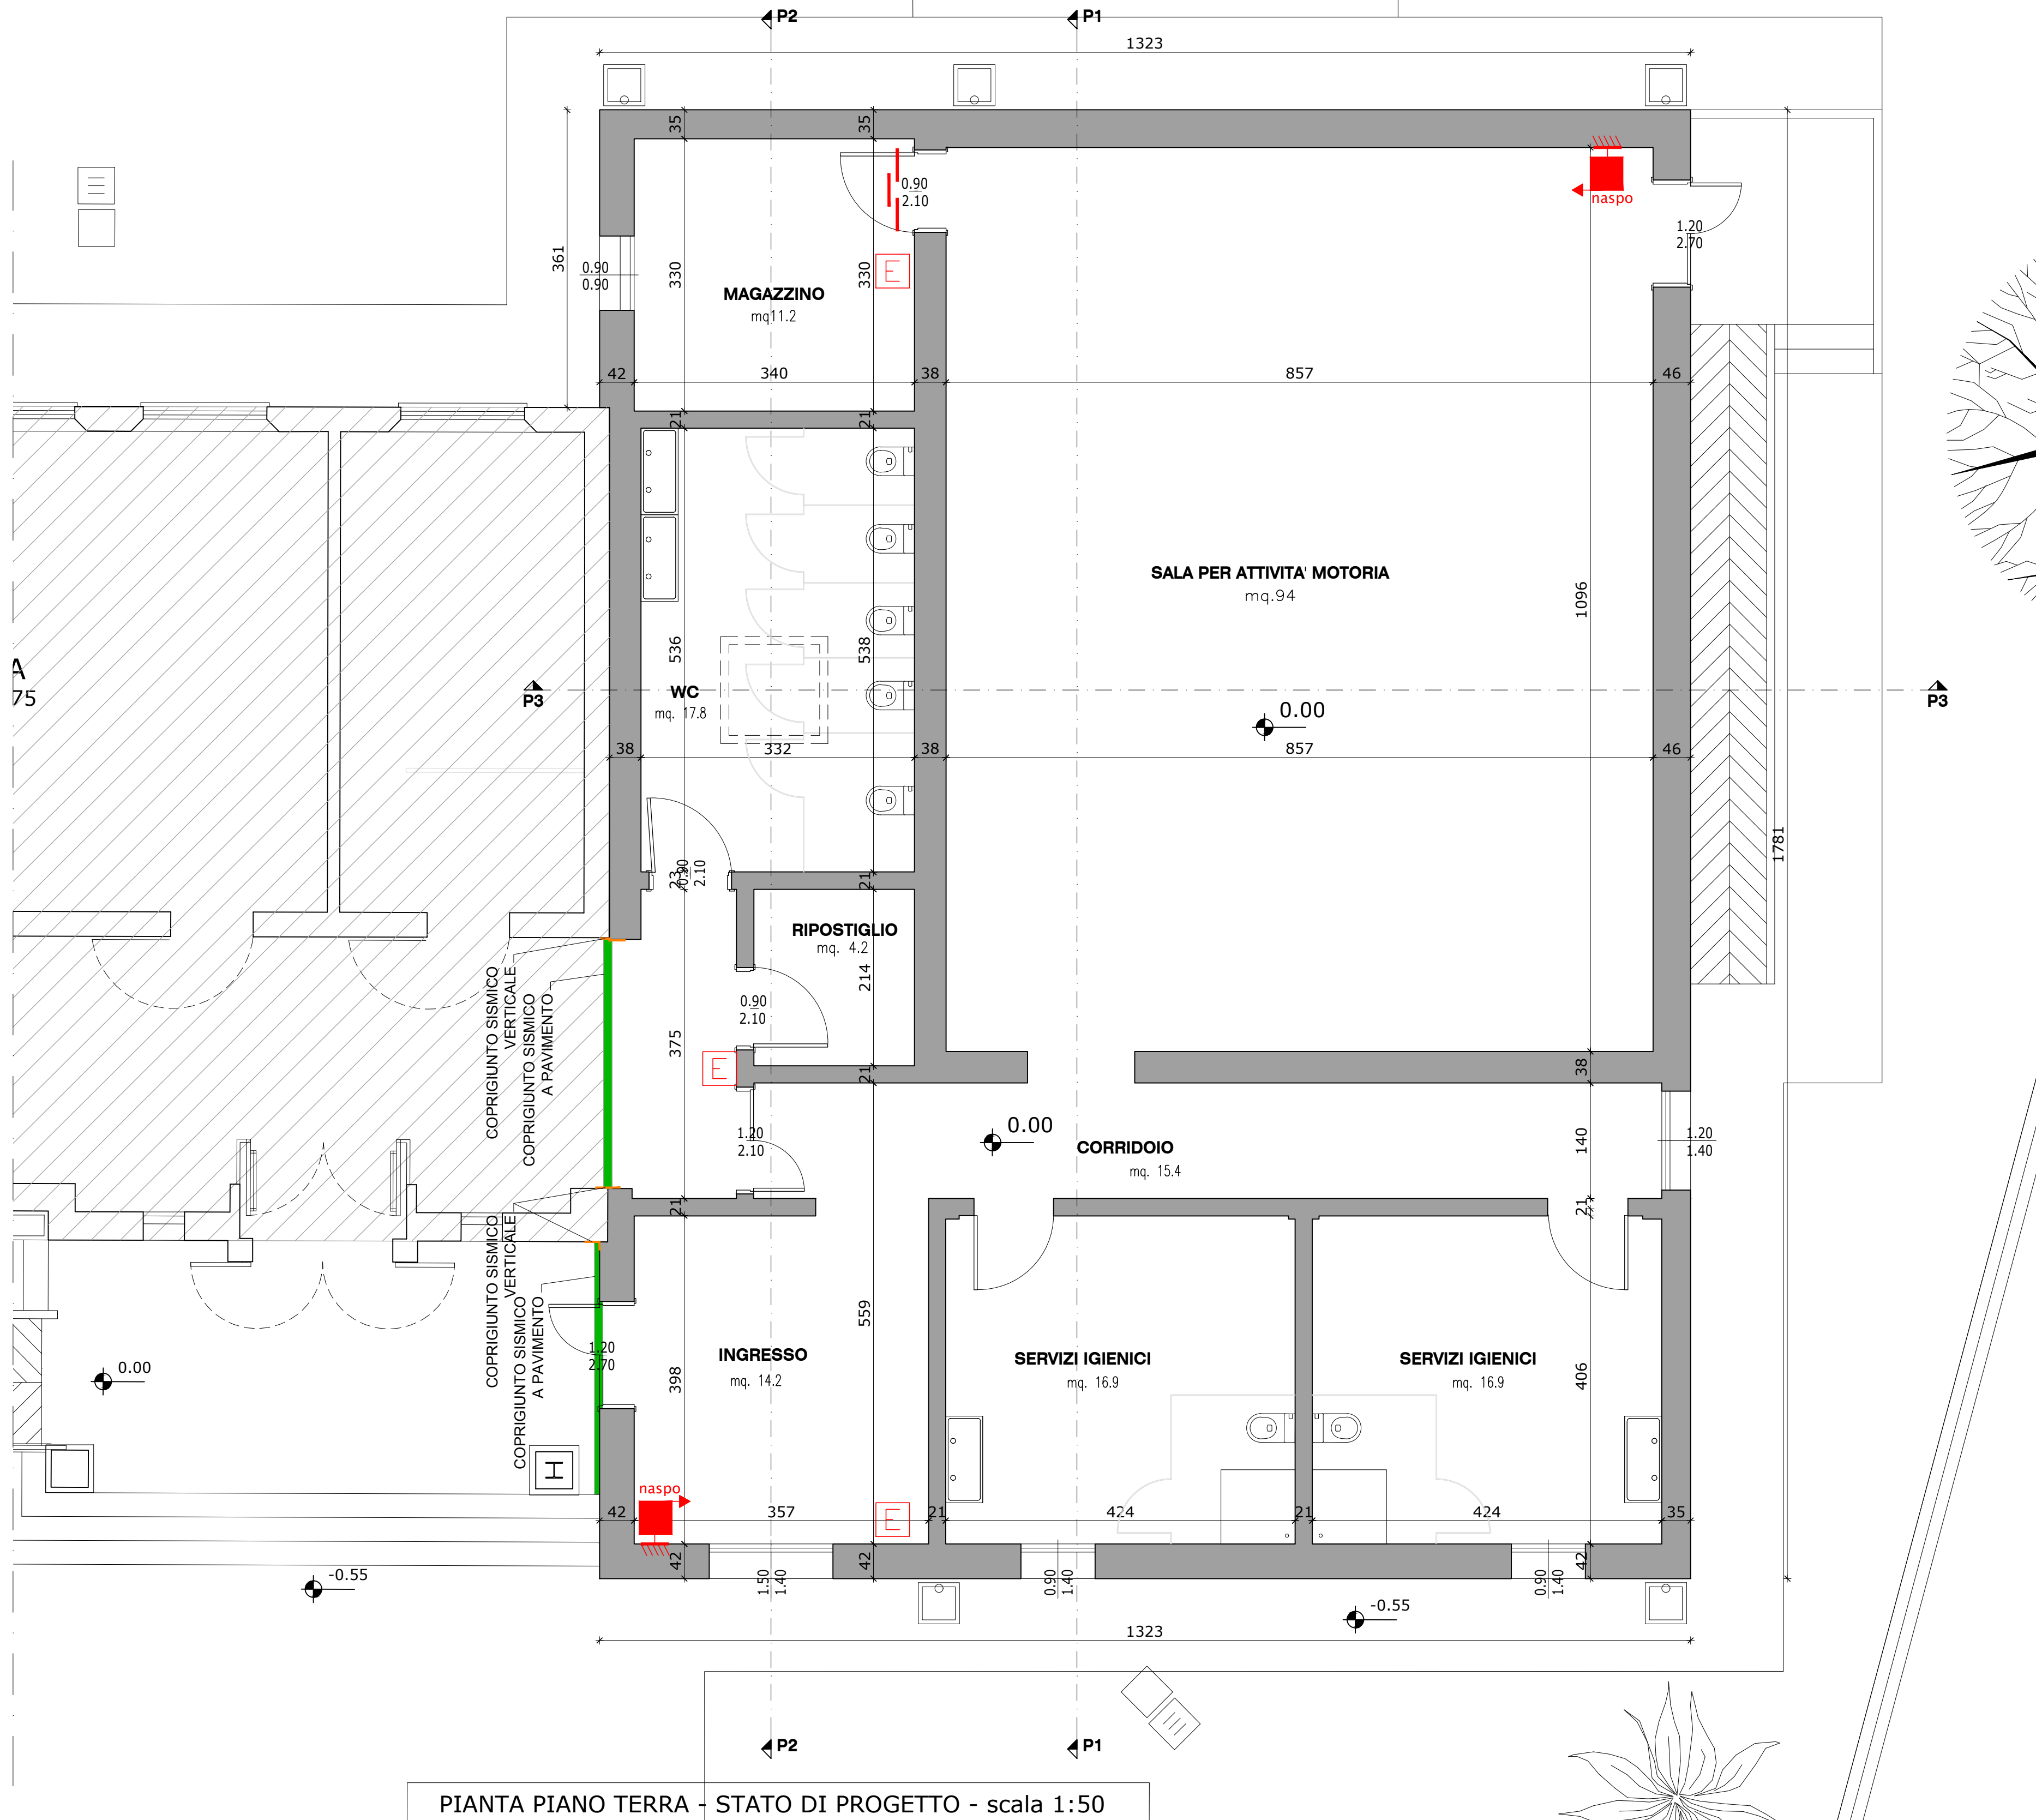 P2
P1
1323
35
35
0.90
2.10
naspo
1.20
2.70
361
0.90
0.90
330
330
E
MAGAZZINO
mq11.2
42
340
38
857
46
21
21
SALA PER ATTIVITA' MOTORIA
mq.94
1096
536
538
A
75
P3
WC
mq. 17.8
P3
0.00
38
332
38
857
46
1781
23
0.90
2.10
21
RIPOSTIGLIO
mq. 4.2
214
COPRIGIUNTO SISMICO
VERTICALE
COPRIGIUNTO SISMICO
A PAVIMENTO
0.90
2.10
375
E
21
38
0.00
1.20
2.10
CORRIDOIO
mq. 15.4
140
1.20
1.40
21
21
COPRIGIUNTO SISMICO
VERTICALE
COPRIGIUNTO SISMICO
A PAVIMENTO
559
1.20
2.70
INGRESSO
mq. 14.2
398
SERVIZI IGIENICI
mq. 16.9
SERVIZI IGIENICI
mq. 16.9
406
0.00
H
naspo
E
42
357
21
424
21
424
35
42
42
42
1.50
1.40
0.90
1.40
0.90
1.40
-0.55
-0.55
1323
P2
P1
PIANTA PIANO TERRA - STATO DI PROGETTO - scala 1:50